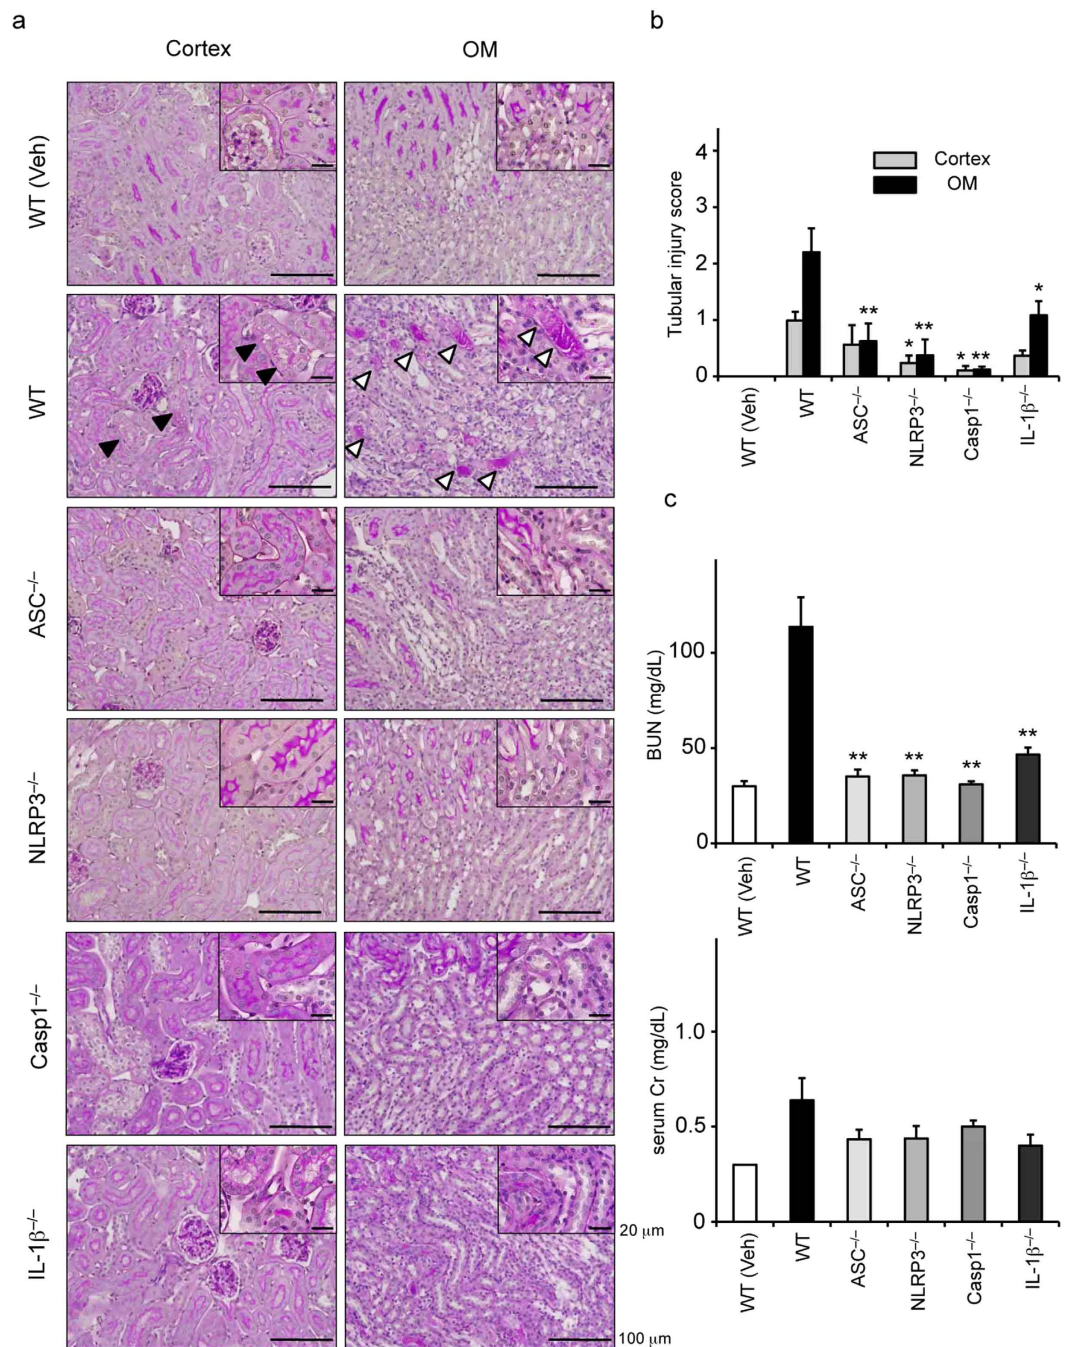 a
Cortex
OM
WT (Veh)
WT
ASC–/–
NLRP3–/–
Casp1–/–
IL-1β–/–
20 μm
100 μm
b
Tubular injury score
4
3
2
1
0
Cortex
OM
**
*
**
*
**
*
WT (Veh)
WT
ASC–/–
NLRP3–/–
Casp1–/–
IL-1β–/–
c
BUN (mg/dL)
100
50
0
**
**
**
**
WT (Veh)
WT
ASC–/–
NLRP3–/–
Casp1–/–
IL-1β–/–
serum Cr (mg/dL)
1.0
0.5
0
WT (Veh)
WT
ASC–/–
NLRP3–/–
Casp1–/–
IL-1β–/–